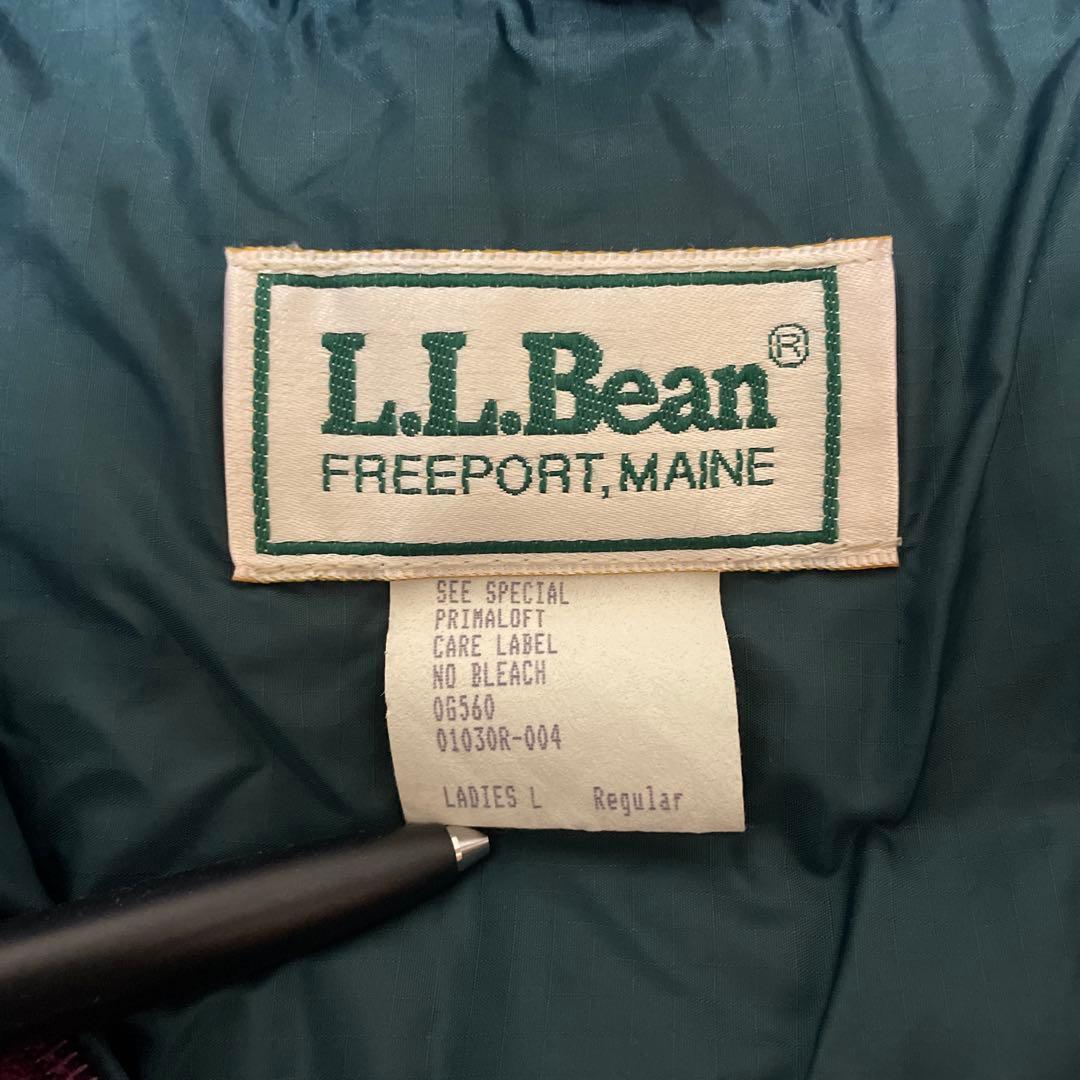 L.L.Bean®
FREEPORT, MAINE
SEE SPECIAL
PRIMALOFT
CARE LABEL
NO BLEACH
0G560
01030R-004
LADIES L Regular